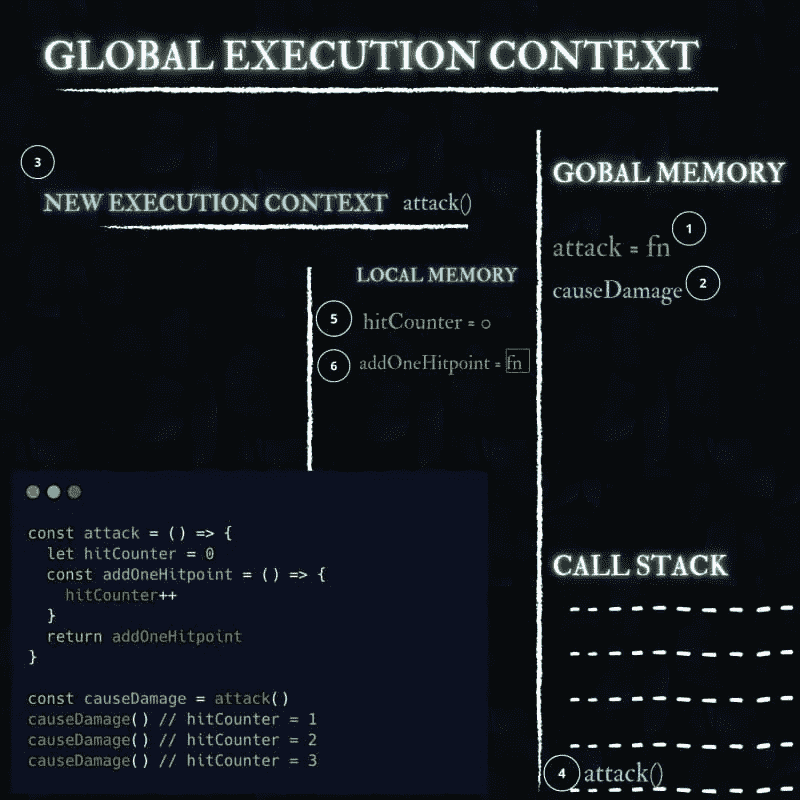 GLOBAL EXECUTION CONTEXT
3
NEW EXECUTION CONTEXT attack()
LOCAL MEMORY
5 hitCounter = 0
6 addOneHitpoint = fn
GOBAL MEMORY
attack = fn 1
causeDamage 2
const attack = () => {
  let hitCounter = 0
  const addOneHitpoint = () => {
    hitCounter++
  }
  return addOneHitpoint
}
const causeDamage = attack()
causeDamage() // hitCounter = 1
causeDamage() // hitCounter = 2
causeDamage() // hitCounter = 3
CALL STACK
4 attack()